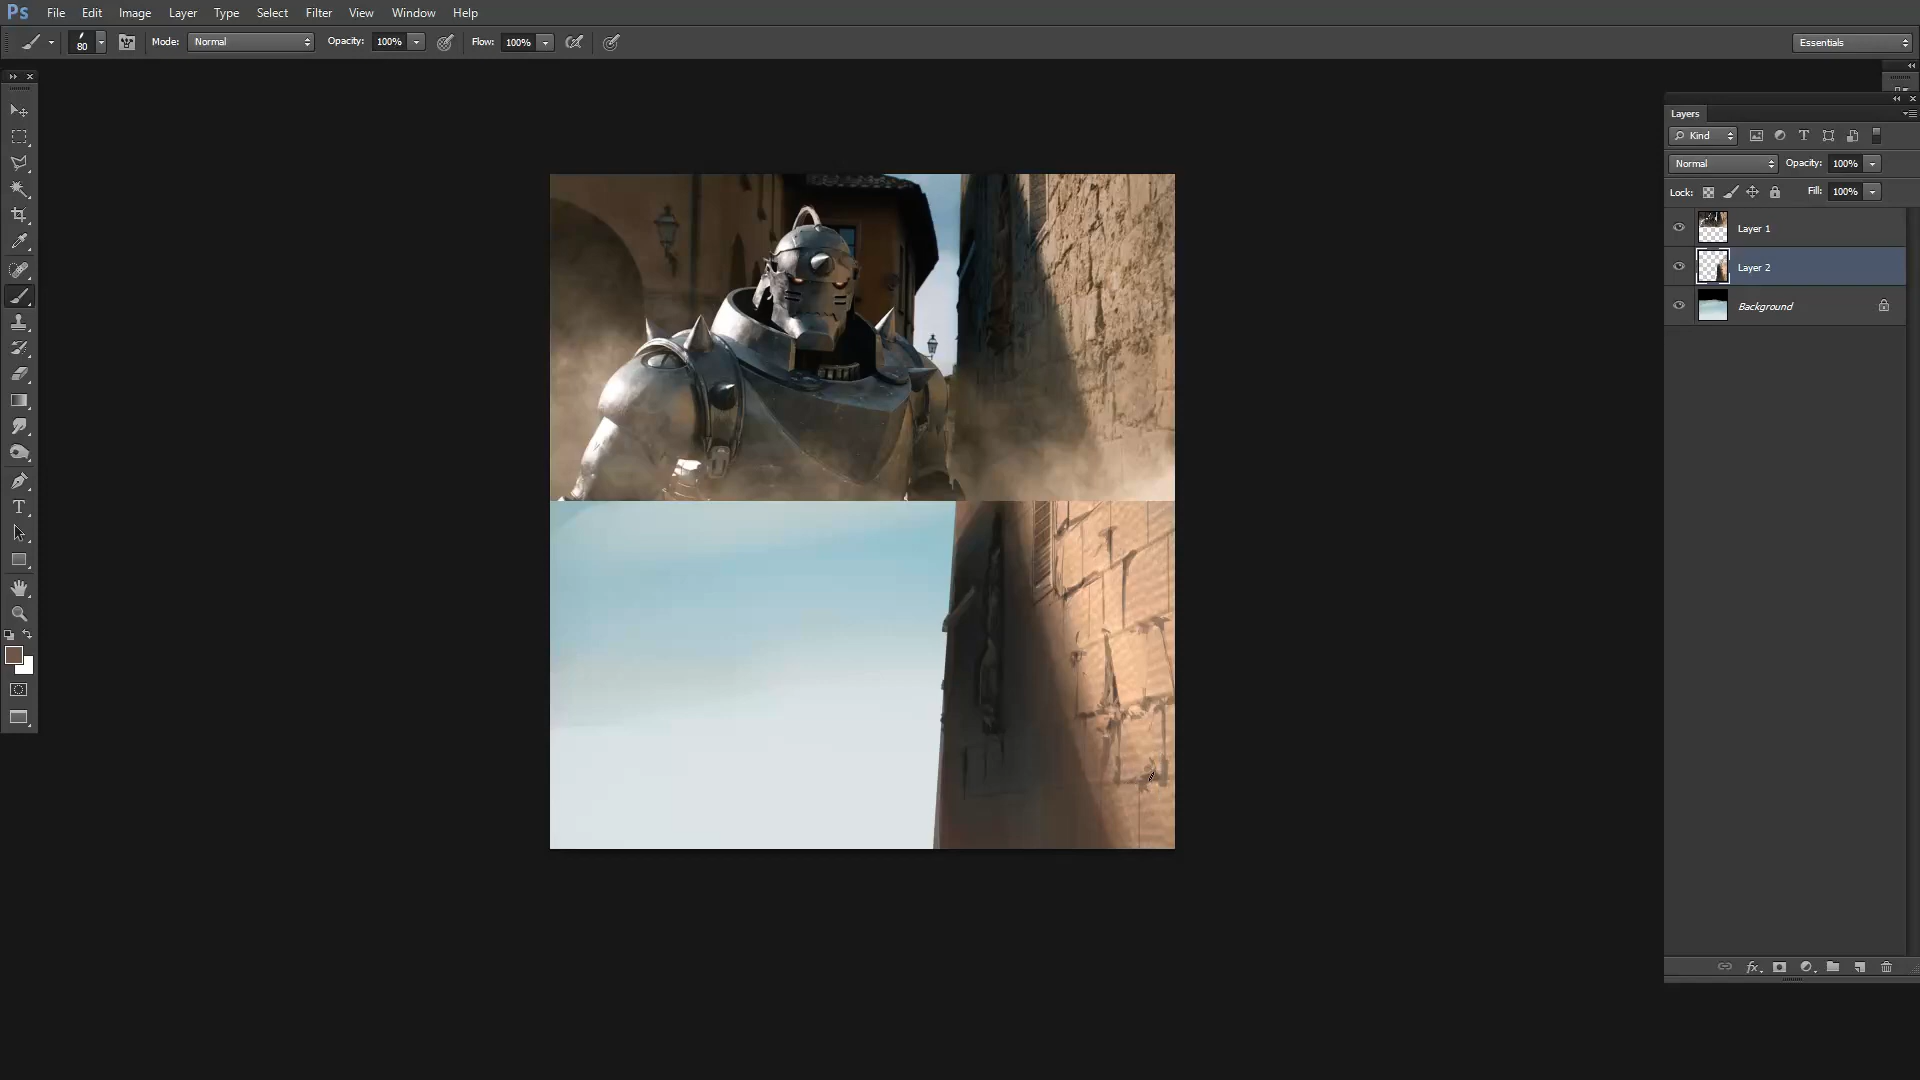 Ps File Edit Image Layer Type Select Filter View Window Help
80 Mode: Normal Opacity: 100% Flow: 100% Essentials
Layers
Kind
Normal Opacity: 100%
Lock: Fill: 100%
Layer 1
Layer 2
Background
fx